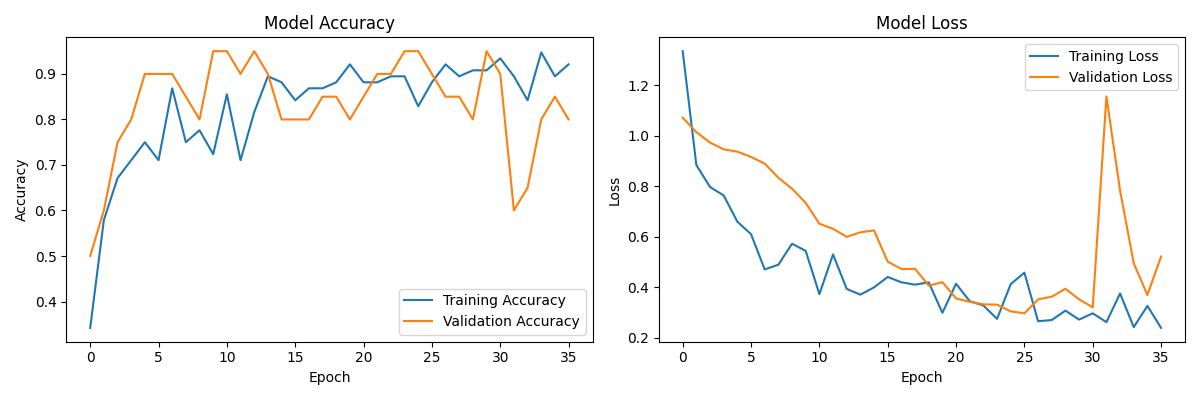 Model Accuracy
Accuracy
0.9
0.8
0.7
0.6
0.5
0.4
Training Accuracy
Validation Accuracy
0 5 10 15 20 25 30 35
Epoch
Model Loss
Loss
1.2
1.0
0.8
0.6
0.4
0.2
Training Loss
Validation Loss
0 5 10 15 20 25 30 35
Epoch